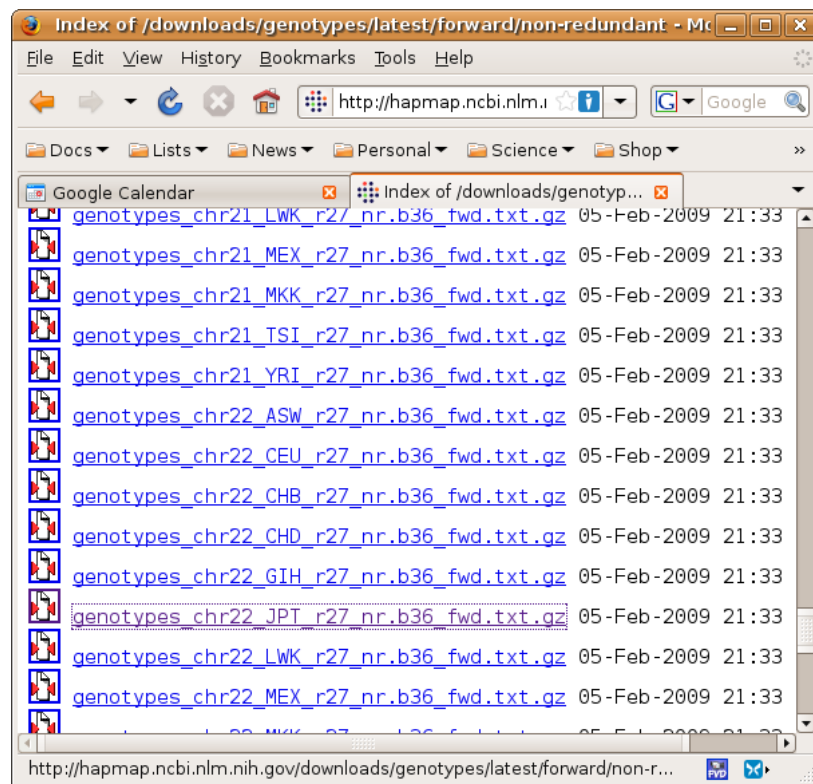 Index of /downloads/genotypes/latest/forward/non-redundant - Mo
File Edit View History Bookmarks Tools Help
http://hapmap.ncbi.nlm.n G Google
Docs Lists News Personal Science Shop »
Google Calendar Index of /downloads/genotyp...
genotypes_chr21_LWK_r27_nr.b36_fwd.txt.gz 05-Feb-2009 21:33
genotypes_chr21_MEX_r27_nr.b36_fwd.txt.gz 05-Feb-2009 21:33
genotypes_chr21_MKK_r27_nr.b36_fwd.txt.gz 05-Feb-2009 21:33
genotypes_chr21_TSI_r27_nr.b36_fwd.txt.gz 05-Feb-2009 21:33
genotypes_chr21_YRI_r27_nr.b36_fwd.txt.gz 05-Feb-2009 21:33
genotypes_chr22_ASW_r27_nr.b36_fwd.txt.gz 05-Feb-2009 21:33
genotypes_chr22_CEU_r27_nr.b36_fwd.txt.gz 05-Feb-2009 21:33
genotypes_chr22_CHB_r27_nr.b36_fwd.txt.gz 05-Feb-2009 21:33
genotypes_chr22_CHD_r27_nr.b36_fwd.txt.gz 05-Feb-2009 21:33
genotypes_chr22_GIH_r27_nr.b36_fwd.txt.gz 05-Feb-2009 21:33
genotypes_chr22_JPT_r27_nr.b36_fwd.txt.gz 05-Feb-2009 21:33
genotypes_chr22_LWK_r27_nr.b36_fwd.txt.gz 05-Feb-2009 21:33
genotypes_chr22_MEX_r27_nr.b36_fwd.txt.gz 05-Feb-2009 21:33
http://hapmap.ncbi.nlm.nih.gov/downloads/genotypes/latest/forward/non-r... FVD